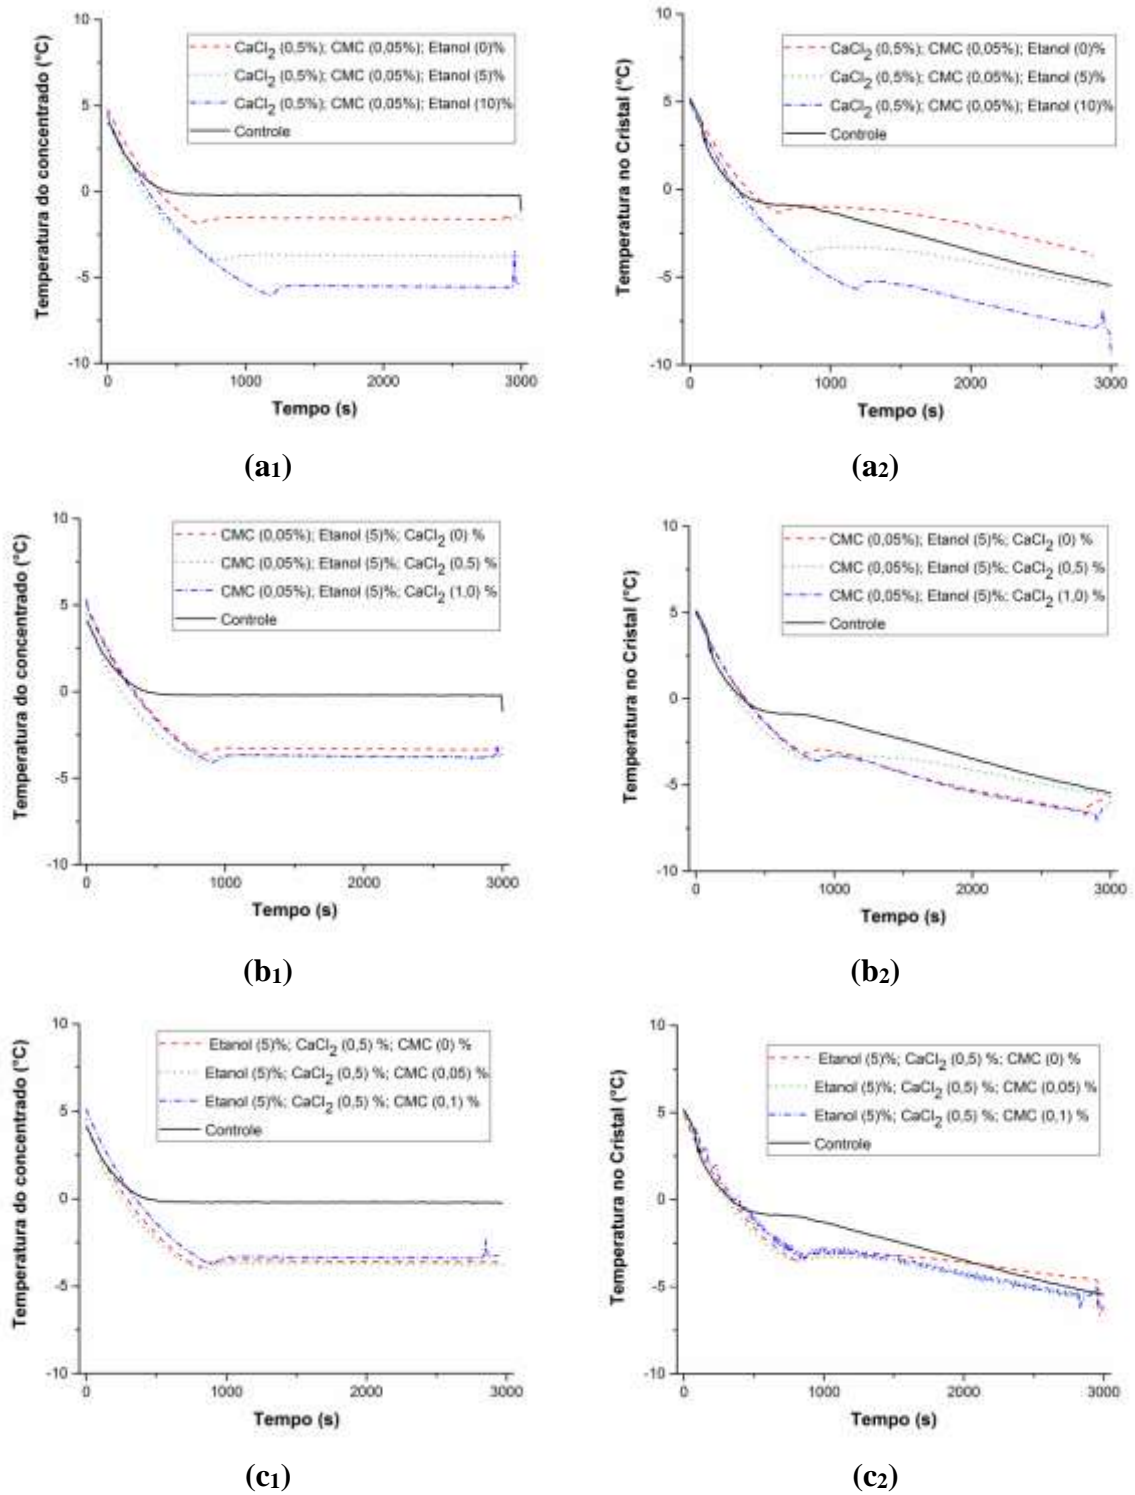 Temperatura do concentrado (°C)
10
5
0
-5
-10
CaCl2 (0,5%); CMC (0,05%); Etanol (0)%
CaCl2 (0,5%); CMC (0,05%); Etanol (5)%
CaCl2 (0,5%); CMC (0,05%); Etanol (10)%
Controle
0 1000 2000 3000
Tempo (s)
(a1)
Temperatura no Cristal (°C)
10
5
0
-5
-10
CaCl2 (0,5%); CMC (0,05%); Etanol (0)%
CaCl2 (0,5%); CMC (0,05%); Etanol (5)%
CaCl2 (0,5%); CMC (0,05%); Etanol (10)%
Controle
0 1000 2000 3000
Tempo (s)
(a2)
Temperatura do concentrado (°C)
10
5
0
-5
-10
CMC (0,05%); Etanol (5)%; CaCl2 (0) %
CMC (0,05%); Etanol (5)%; CaCl2 (0,5) %
CMC (0,05%); Etanol (5)%; CaCl2 (1,0) %
Controle
0 1000 2000 3000
Tempo (s)
(b1)
Temperatura no Cristal (°C)
10
5
0
-5
-10
CMC (0,05%); Etanol (5)%; CaCl2 (0) %
CMC (0,05%); Etanol (5)%; CaCl2 (0,5) %
CMC (0,05%); Etanol (5)%; CaCl2 (1,0) %
Controle
0 1000 2000 3000
Tempo (s)
(b2)
Temperatura do concentrado (°C)
10
5
0
-5
-10
Etanol (5)%; CaCl2 (0,5) %; CMC (0) %
Etanol (5)%; CaCl2 (0,5) %; CMC (0,05) %
Etanol (5)%; CaCl2 (0,5) %; CMC (0,1) %
Controle
0 1000 2000 3000
Tempo (s)
(c1)
Temperatura no Cristal (°C)
10
5
0
-5
-10
Etanol (5)%; CaCl2 (0,5) %; CMC (0) %
Etanol (5)%; CaCl2 (0,5) %; CMC (0,05) %
Etanol (5)%; CaCl2 (0,5) %; CMC (0,1) %
Controle
0 1000 2000 3000
Tempo (s)
(c2)